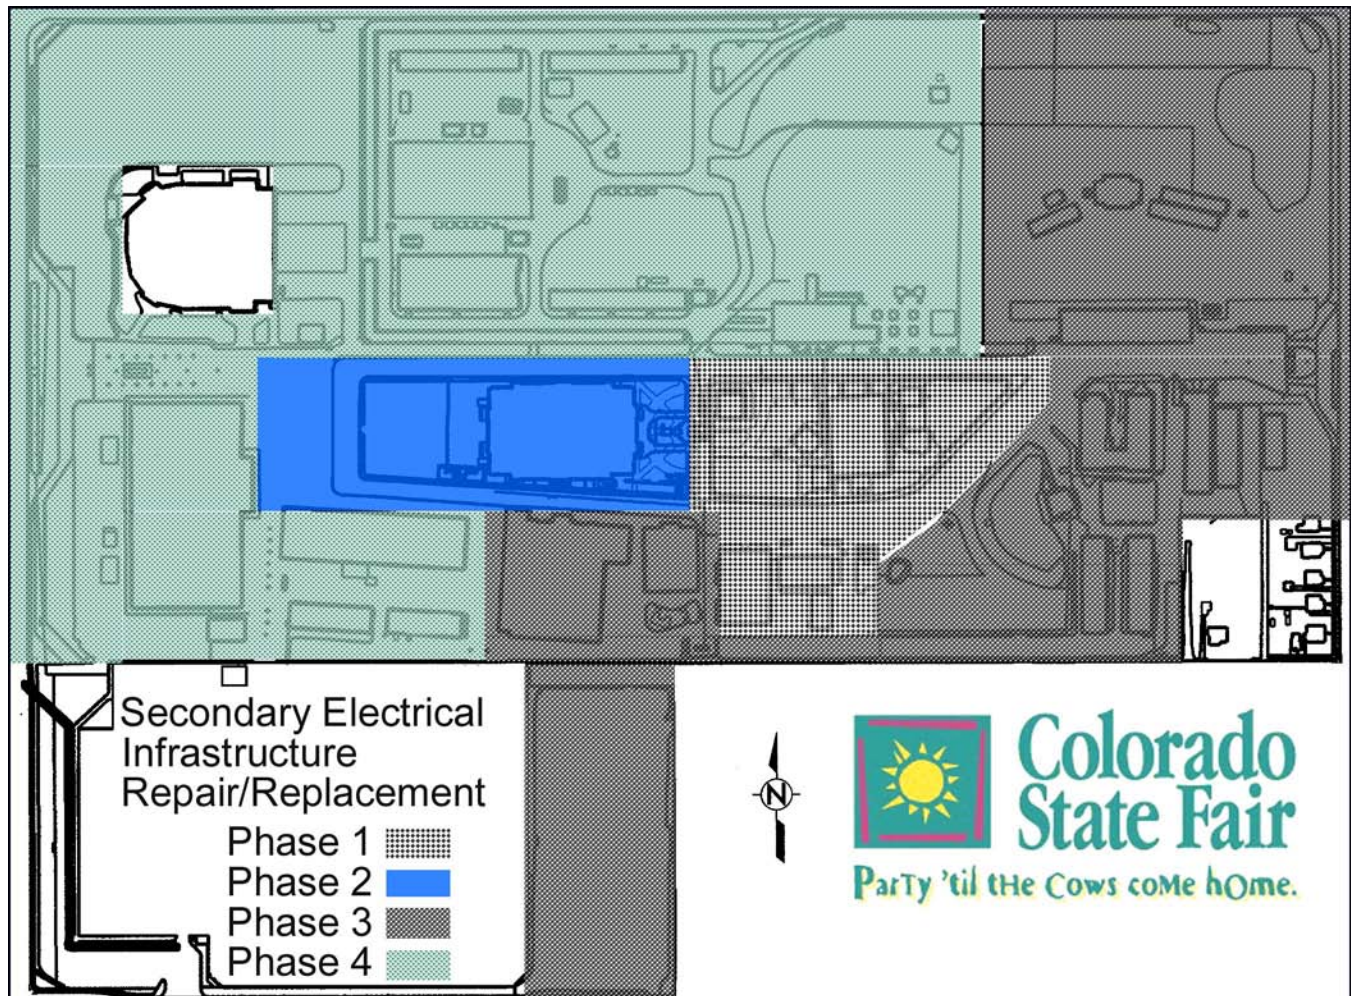 Secondary Electrical
Infrastructure
Repair/Replacement
Phase 1
Phase 2
Phase 3
Phase 4
N
Colorado
State Fair
ParTy 'til tHe Cows coMe hOme.